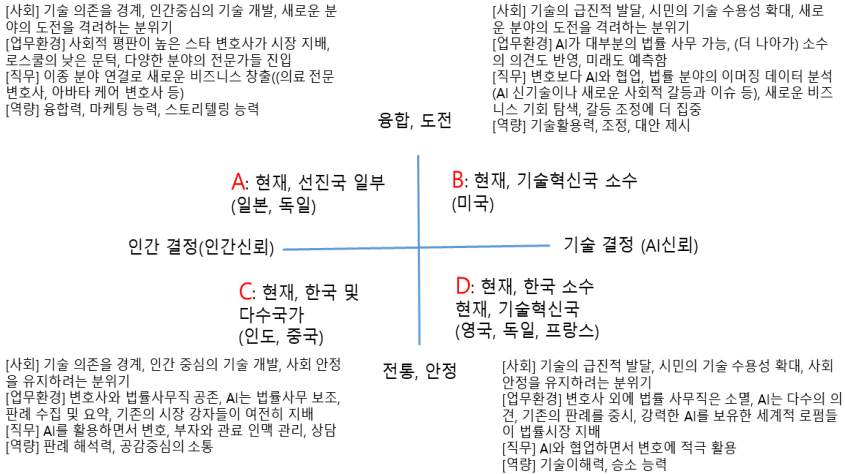 [사회] 기술 의존을 경계, 인간중심의 기술 개발, 새로운 분
야의 도전을 격려하는 분위기
[업무환경] 사회적 평판이 높은 스타 변호사가 시장 지배,
로스쿨의 낮은 문턱, 다양한 분야의 전문가들 진입
[직무] 이종 분야 연결로 새로운 비즈니스 창출((의료 전문
변호사, 아바타 케어 변호사 등)
[역량] 융합력, 마케팅 능력, 스토리텔링 능력
[사회] 기술의 급진적 발달, 시민의 기술 수용성 확대, 새로
운 분야의 도전을 격려하는 분위기
[업무환경] AI가 대부분의 법률 사무 가능, (더 나아가) 소수
의 의견도 반영, 미래도 예측함
[직무] 변호보다 AI와 협업, 법률 분야의 이머징 데이터 분석
(AI 신기술이나 새로운 사회적 갈등과 이슈 등), 새로운 비즈
니스 기회 탐색, 갈등 조정에 더 집중
[역량] 기술활용력, 조정, 대안 제시
융합, 도전
A: 현재, 선진국 일부
(일본, 독일)
B: 현재, 기술혁신국 소수
(미국)
인간 결정(인간신뢰)
기술 결정 (AI신뢰)
C: 현재, 한국 및
다수국가
(인도, 중국)
D: 현재, 한국 소수
현재, 기술혁신국
(영국, 독일, 프랑스)
전통, 안정
[사회] 기술 의존을 경계, 인간 중심의 기술 개발, 사회 안정
을 유지하려는 분위기
[업무환경] 변호사와 법률사무직 공존, AI는 법률사무 보조,
판례 수집 및 요약, 기존의 시장 강자들이 여전히 지배
[직무] AI를 활용하면서 변호, 부자와 관료 인맥 관리, 상담
[역량] 판례 해석력, 공감중심의 소통
[사회] 기술의 급진적 발달, 시민의 기술 수용성 확대, 사회
안정을 유지하려는 분위기
[업무환경] 변호사 외에 법률 사무직은 소멸, AI는 다수의 의
견, 기존의 판례를 중시, 강력한 AI를 보유한 세계적 로펌들
이 법률시장 지배
[직무] AI와 협업하면서 변호에 적극 활용
[역량] 기술이해력, 승소 능력